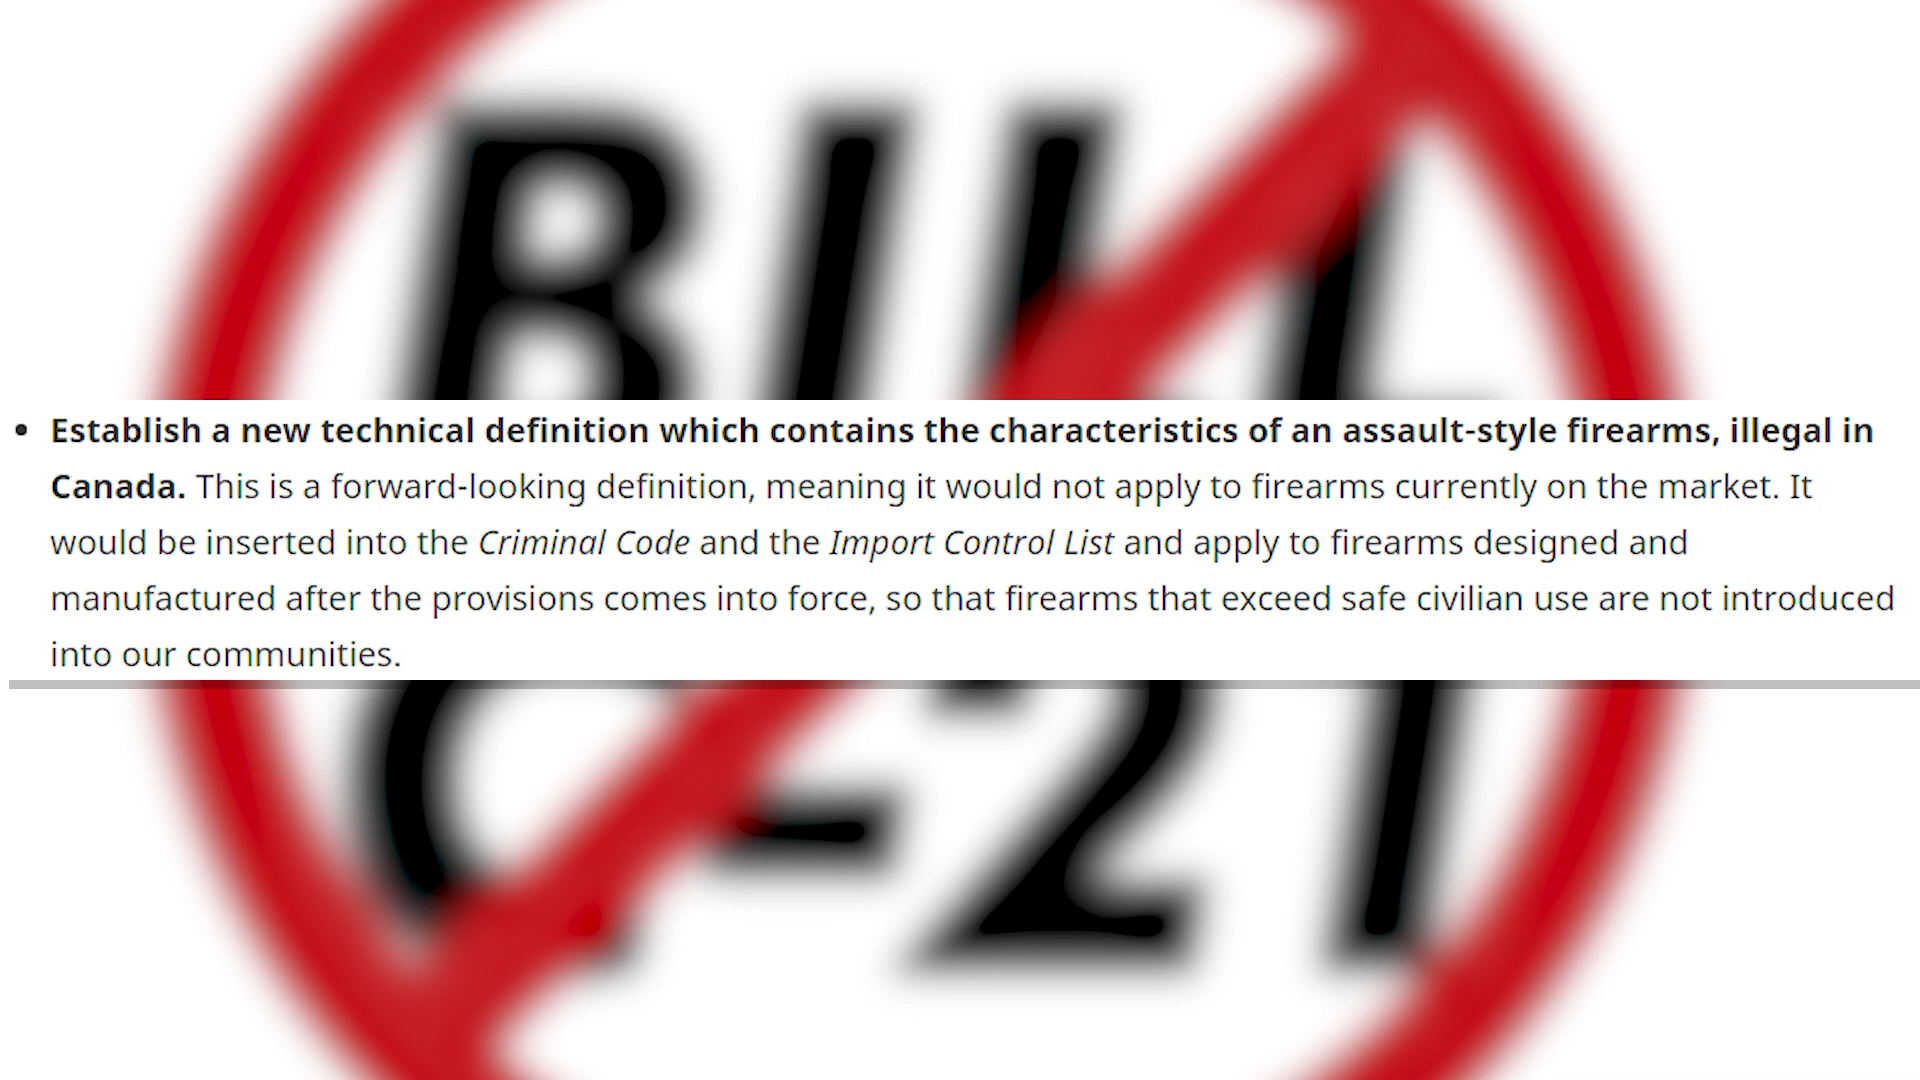 BILL
• Establish a new technical definition which contains the characteristics of an assault-style firearms, illegal in
Canada. This is a forward-looking definition, meaning it would not apply to firearms currently on the market. It
would be inserted into the Criminal Code and the Import Control List and apply to firearms designed and
manufactured after the provisions comes into force, so that firearms that exceed safe civilian use are not introduced
into our communities.
C-21